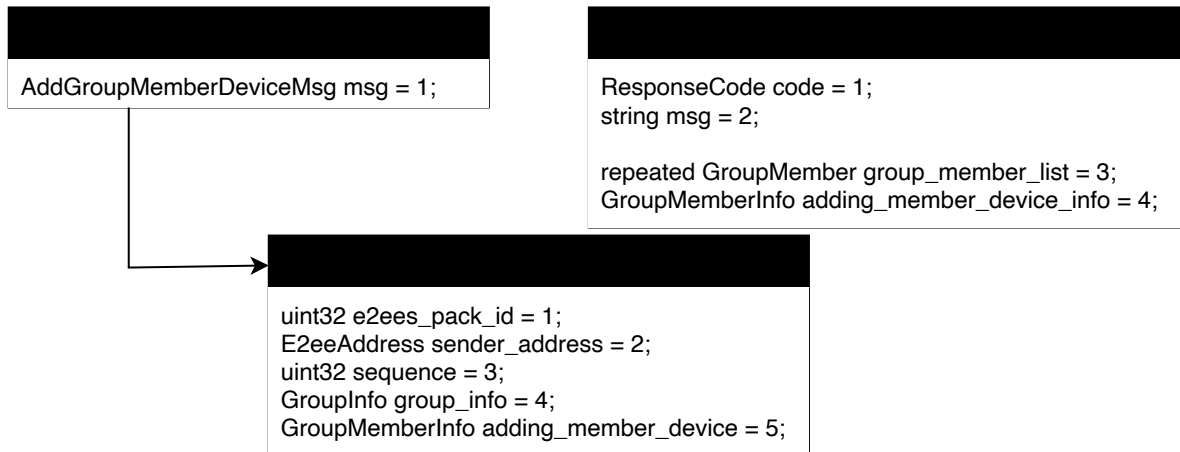 AddGroupMemberDeviceMsg msg = 1;
ResponseCode code = 1;
string msg = 2;
repeated GroupMember group_member_list = 3;
GroupMemberInfo adding_member_device_info = 4;
uint32 e2ees_pack_id = 1;
E2eeAddress sender_address = 2;
uint32 sequence = 3;
GroupInfo group_info = 4;
GroupMemberInfo adding_member_device = 5;